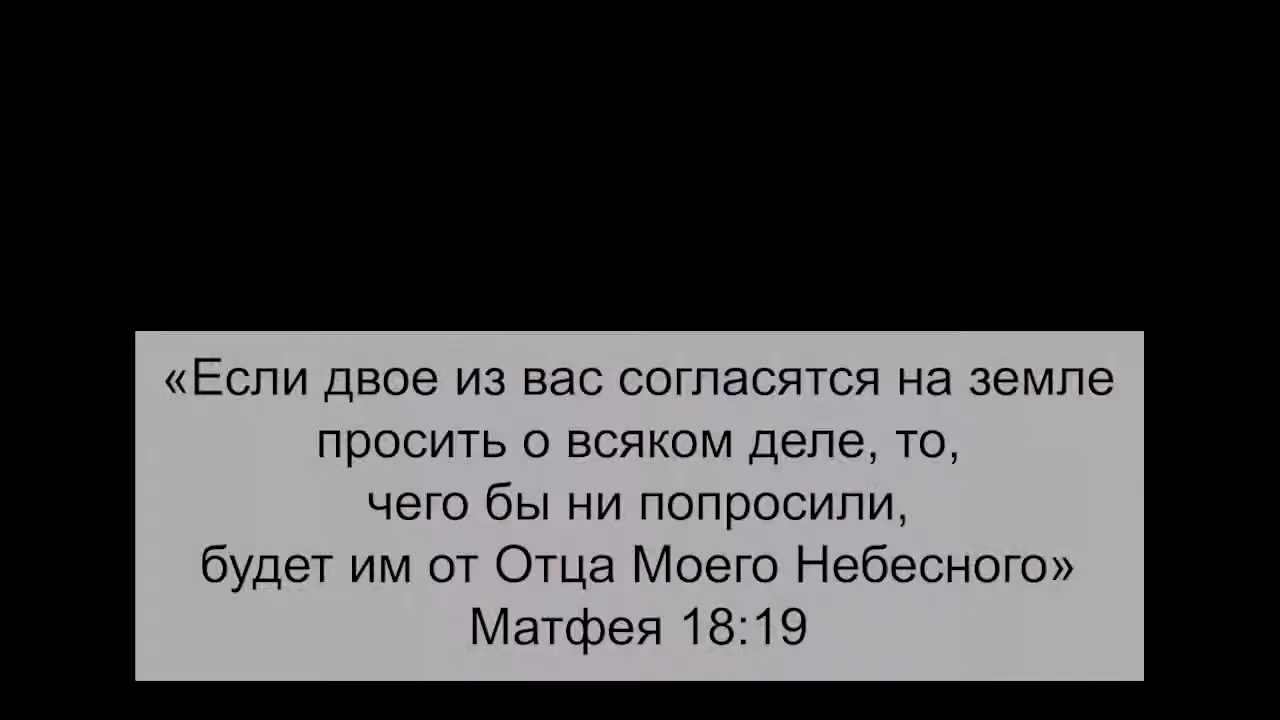 «Если двое из вас согласятся на земле
просить о всяком деле, то,
чего бы ни попросили,
будет им от Отца Моего Небесного»
Матфея 18:19